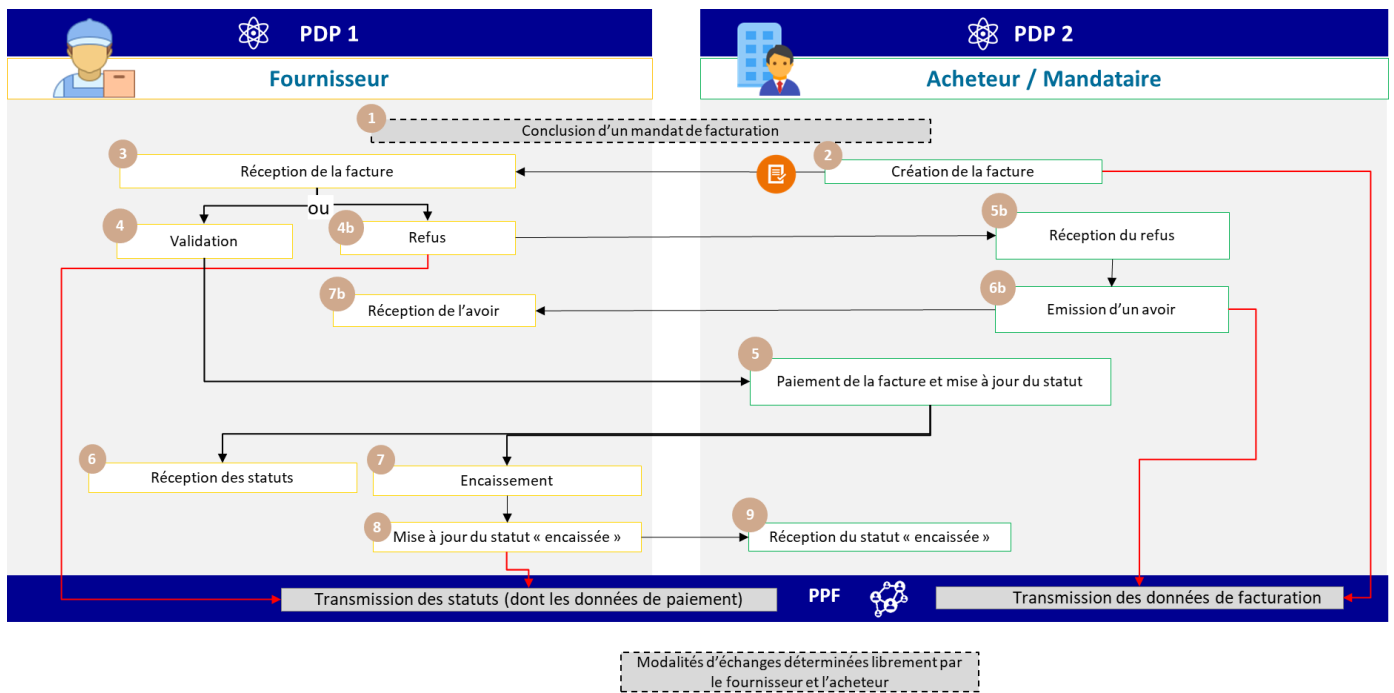 PDP 1
PDP 2
Fournisseur
Acheteur / Mandataire
1
Conclusion d’un mandat de facturation
3
Réception de la facture
2
Création de la facture
ou
4
Validation
4b
Refus
5b
Réception du refus
7b
Réception de l’avoir
6b
Emission d’un avoir
5
Paiement de la facture et mise à jour du statut
6
Réception des statuts
7
Encaissement
8
Mise à jour du statut « encaissée »
9
Réception du statut « encaissée »
Transmission des statuts (dont les données de paiement)
PPF
Transmission des données de facturation
Modalités d’échanges déterminées librement par
le fournisseur et l’acheteur